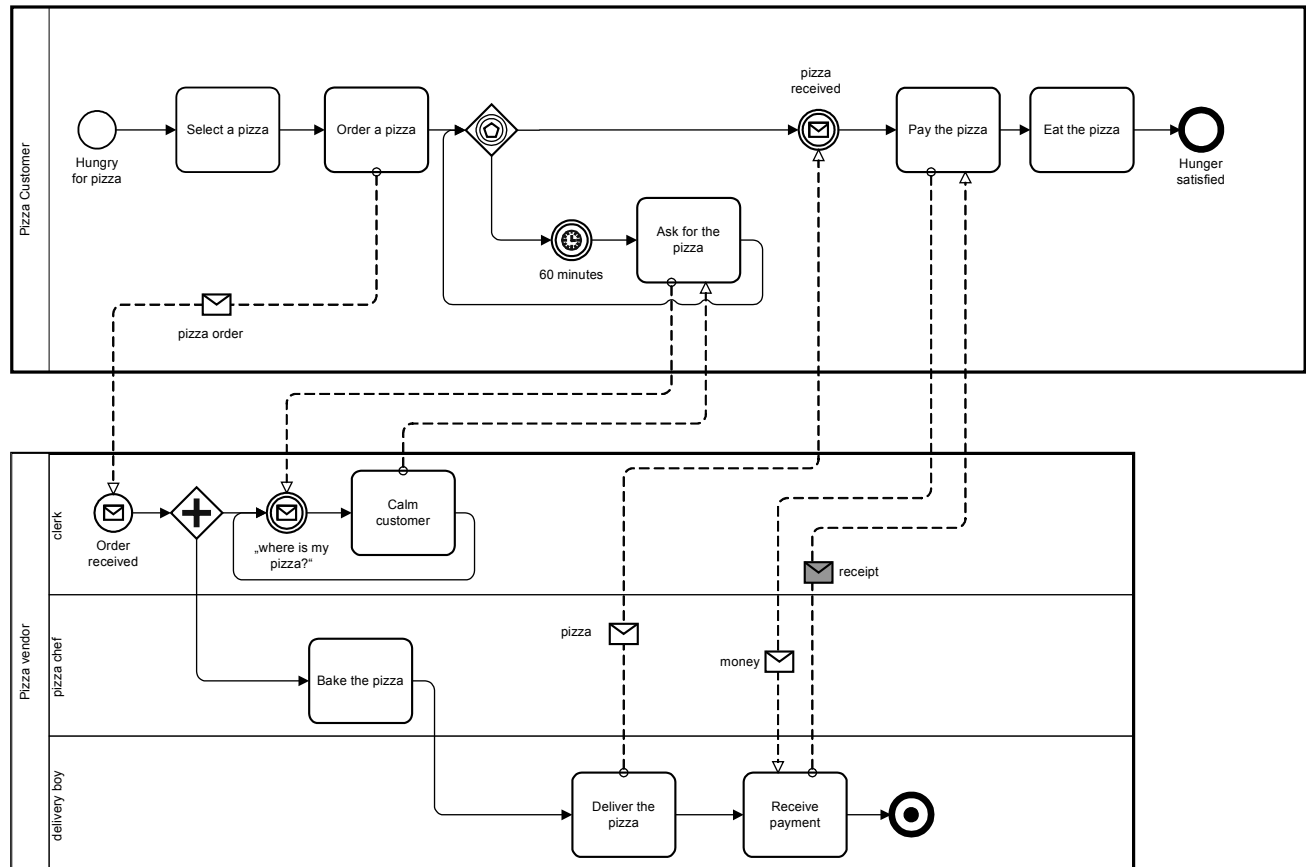 Pizza Customer
Hungry
for pizza
Select a pizza
Order a pizza
pizza
received
Pay the pizza
Eat the pizza
Hunger
satisfied
60 minutes
Ask for the
pizza
pizza order
Pizza vendor
clerk
Order
received
„where is my
pizza?“
Calm
customer
receipt
pizza chef
Bake the pizza
pizza
money
delivery boy
Deliver the
pizza
Receive
payment